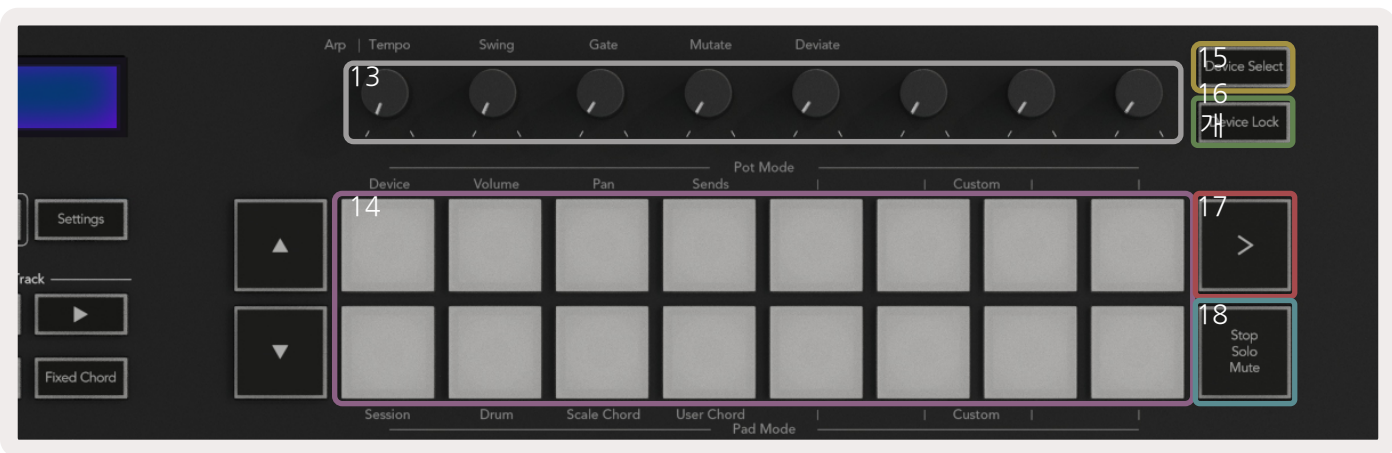 Arp | Tempo Swing Gate Mutate Deviate
13
15
Device Select
16
개
Device Lock
Pot Mode
Device Volume Pan Sends | | Custom | |
14
17
Settings
▲
>
Track
▶
18
Stop
Solo
Mute
▼
Fixed Chord
Session Drum Scale Chord User Chord | | Custom | |
Pad Mode